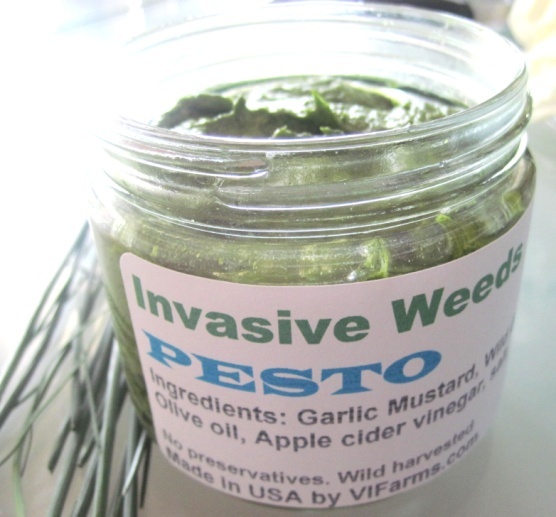 Invasive Weeds
PESTO
Ingredients: Garlic Mustard, Wild
Olive oil, Apple cider vinegar,
No preservatives. Wild harvested
Made in USA by VIFarms.com